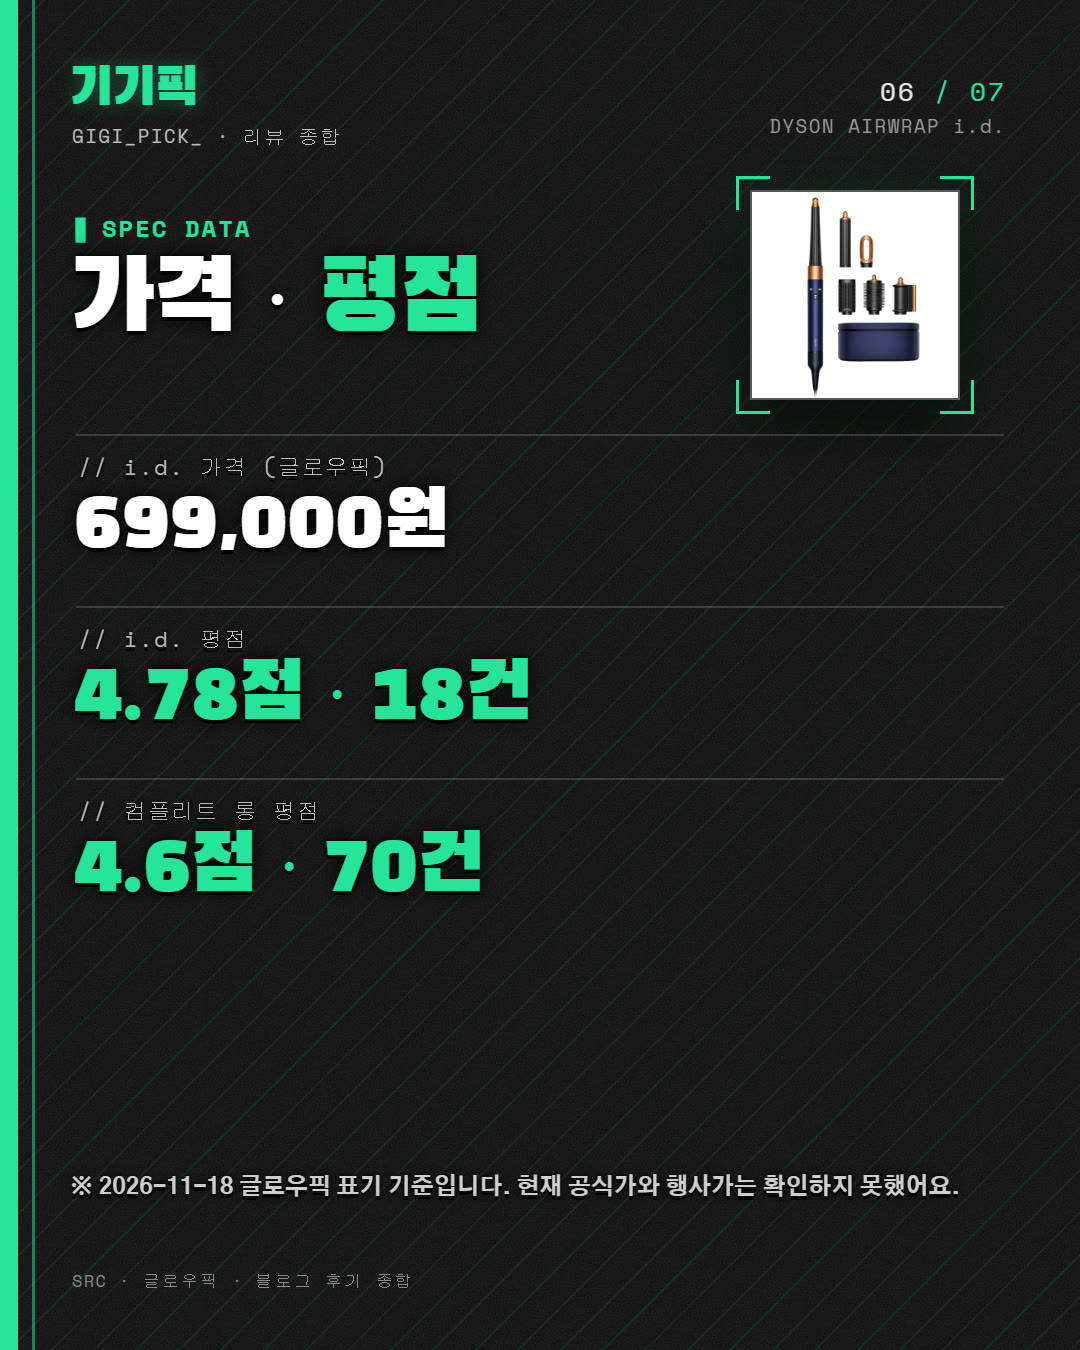 기기픽
GIGI_PICK_ · 리뷰 종합
06 / 07
DYSON AIRWRAP i.d.
SPEC DATA
가격 · 평점
// i.d. 가격 (글로우픽)
699,000원
// i.d. 평점
4.78점 · 18건
// 컴플리트 롱 평점
4.6점 · 70건
※ 2026-11-18 글로우픽 표기 기준입니다. 현재 공식가와 행사가는 확인하지 못했어요.
SRC · 글로우픽 · 블로그 후기 종합